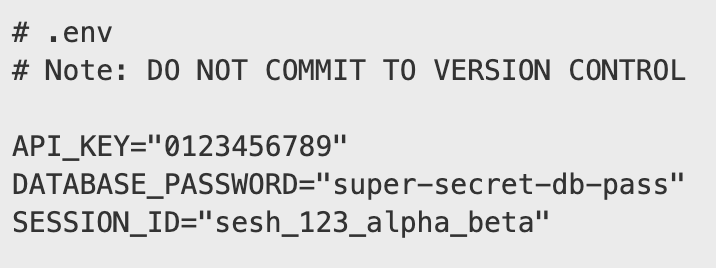 # .env
# Note: DO NOT COMMIT TO VERSION CONTROL
API_KEY="0123456789"
DATABASE_PASSWORD="super-secret-db-pass"
SESSION_ID="sesh_123_alpha_beta"